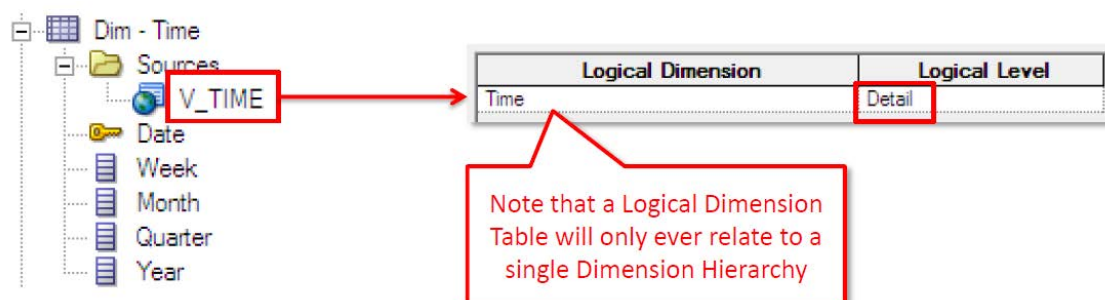 Dim - Time
Sources
V_TIME
Date
Week
Month
Quarter
Year
Logical Dimension Logical Level
Time Detail
Note that a Logical Dimension
Table will only ever relate to a
single Dimension Hierarchy